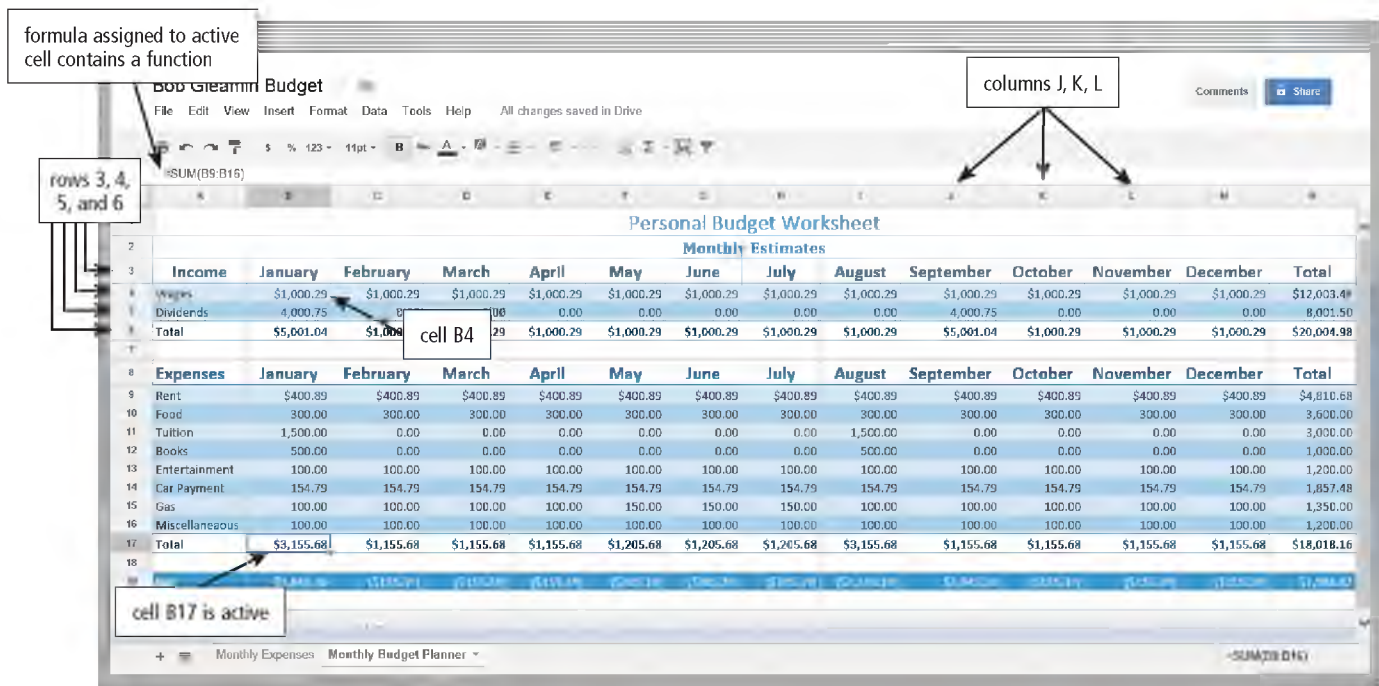 formula assigned to active
cell contains a function
Bob Gleamin Budget
File Edit View Insert Format Data Tools Help All changes saved in Drive
Comments Share
columns J, K, L
$ % 123 11pt B A Σ
=SUM(B9:B16)
rows 3, 4,
5, and 6
Personal Budget Worksheet
2 Monthly Estimates
3 Income January February March April May June July August September October November December Total
Wages $1,000.29 $1,000.29 $1,000.29 $1,000.29 $1,000.29 $1,000.29 $1,000.29 $1,000.29 $1,000.29 $1,000.29 $1,000.29 $1,000.29
Dividends 4,000.75 0.00 0.00 0.00 0.00 0.00 4,000.75 0.00 0.00 0.00 8,001.50
Total $5,001.04 $1,000.29 $1,000.29 $1,000.29 $1,000.29 $1,000.29 $5,001.04 $1,000.29 $1,000.29 $1,000.29 $20,004.98
cell B4
8 Expenses January February March April May June July August September October November December Total
9 Rent $400.89 $400.89 $400.89 $400.89 $400.89 $400.89 $400.89 $400.89 $400.89 $400.89 $400.89 $400.89 $4,810.68
10 Food 300.00 300.00 300.00 300.00 300.00 300.00 300.00 300.00 300.00 300.00 300.00 300.00 3,600.00
11 Tuition 1,500.00 0.00 0.00 0.00 0.00 0.00 0.00 1,500.00 0.00 0.00 0.00 0.00 3,000.00
12 Books 500.00 0.00 0.00 0.00 0.00 0.00 0.00 500.00 0.00 0.00 0.00 0.00 1,000.00
13 Entertainment 100.00 100.00 100.00 100.00 100.00 100.00 100.00 100.00 100.00 100.00 100.00 100.00 1,200.00
14 Car Payment 154.79 154.79 154.79 154.79 154.79 154.79 154.79 154.79 154.79 154.79 154.79 154.79 1,857.48
15 Gas 100.00 100.00 100.00 100.00 150.00 150.00 150.00 100.00 100.00 100.00 100.00 100.00 1,350.00
16 Miscellaneaous 100.00 100.00 100.00 100.00 100.00 100.00 100.00 100.00 100.00 100.00 100.00 100.00 1,200.00
17 Total $3,155.68 $1,155.68 $1,155.68 $1,155.68 $1,205.68 $1,205.68 $1,205.68 $3,155.68 $1,155.68 $1,155.68 $1,155.68 $1,155.68 $18,018.16
18
cell B17 is active
+ Monthly Expenses Monthly Budget Planner